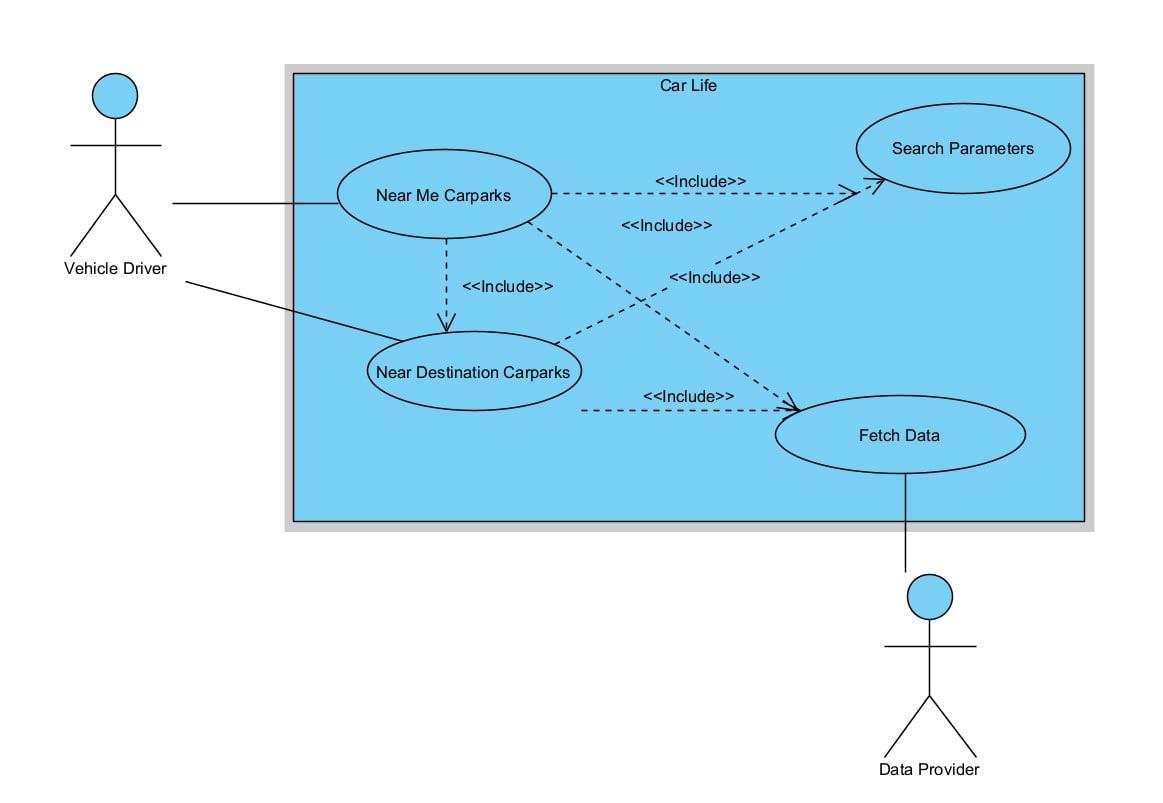 Car Life
Search Parameters
<<Include>>
Near Me Carparks
<<Include>>
Vehicle Driver
<<Include>>
<<Include>>
Near Destination Carparks
<<Include>>
Fetch Data
Data Provider